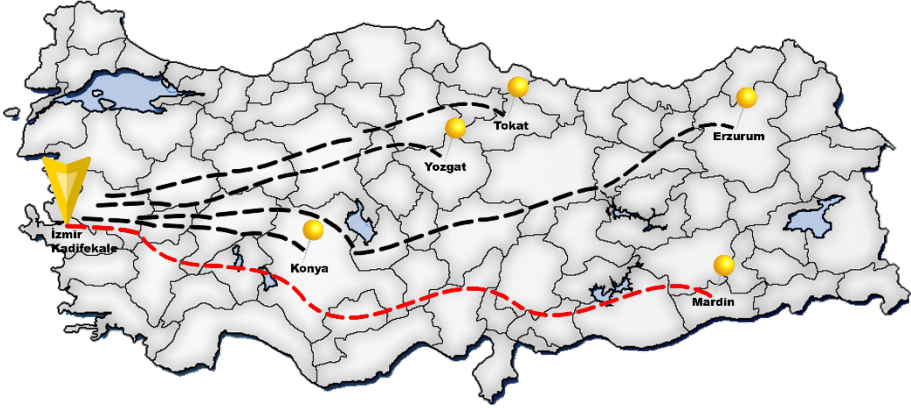 Tokat
Erzurum
Yozgat
İzmir
Kadifekale
Konya
Mardin